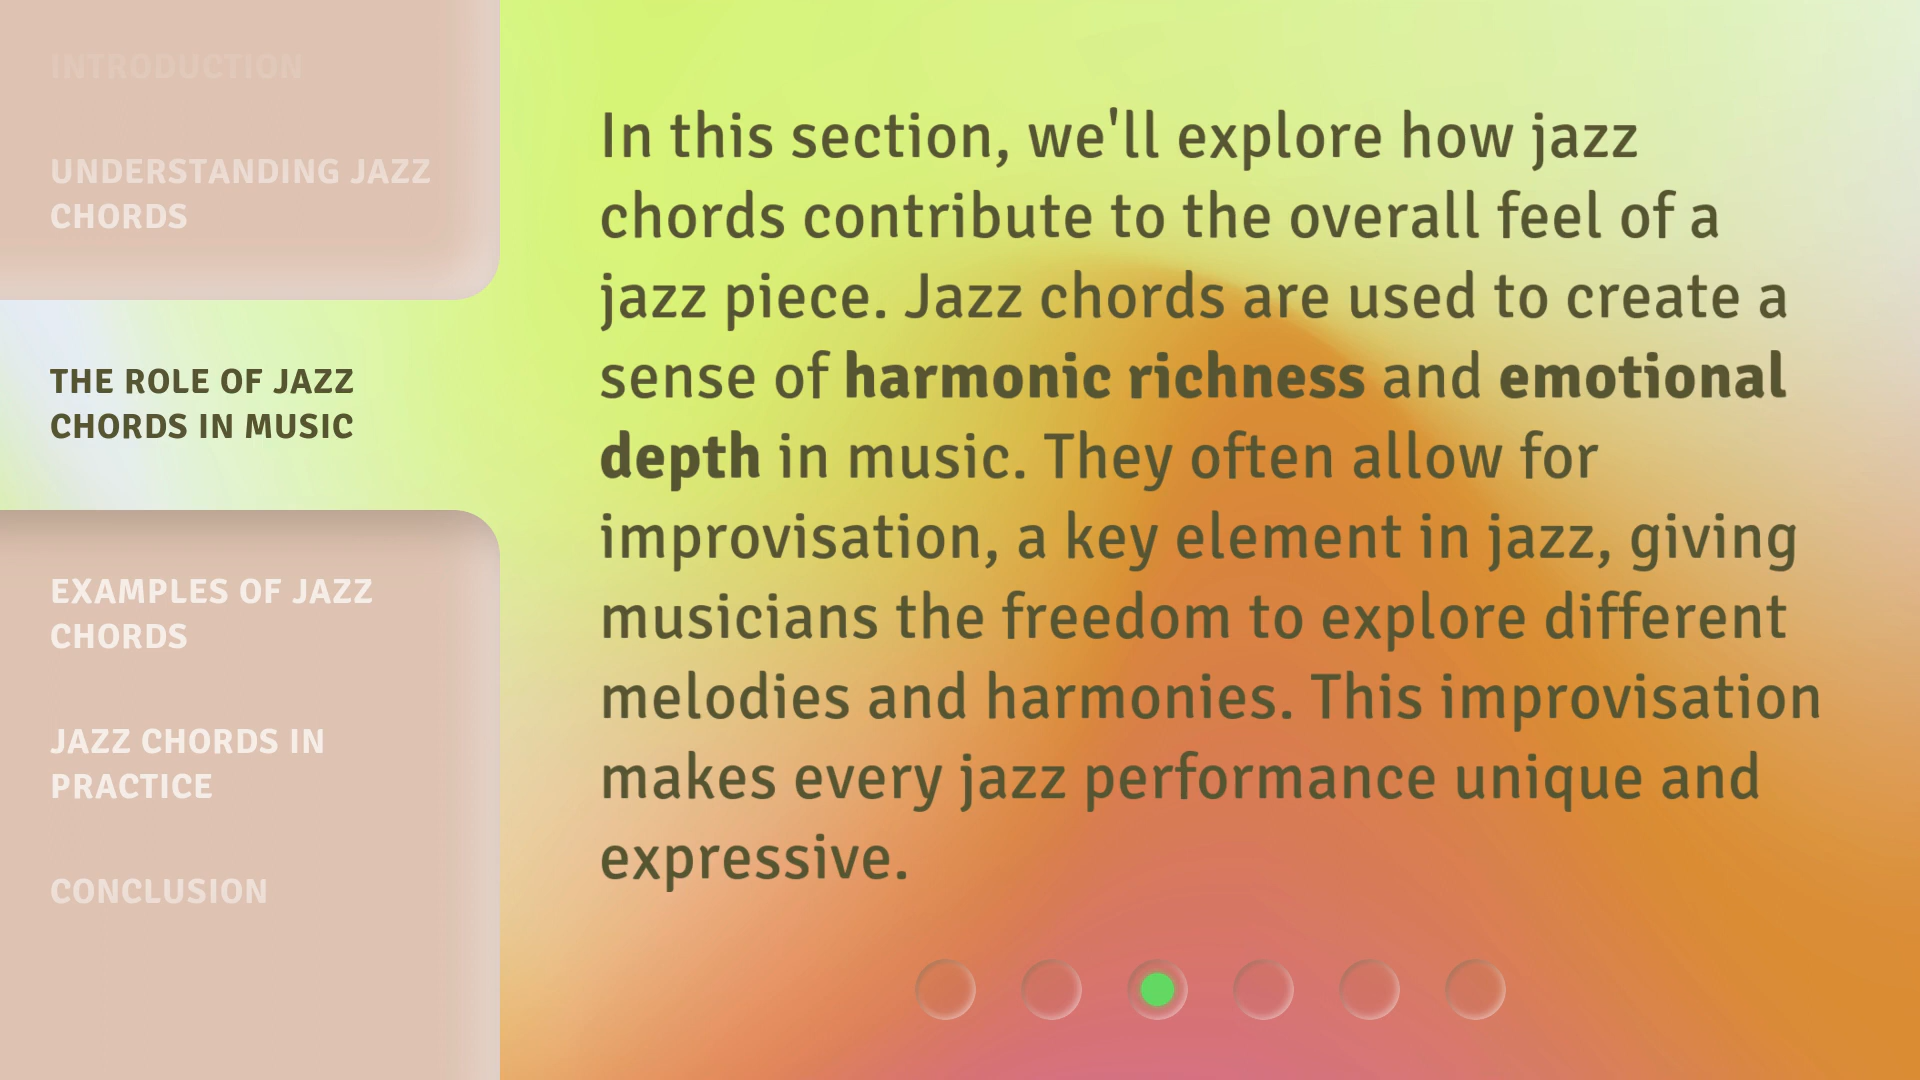 INTRODUCTION
UNDERSTANDING JAZZ
CHORDS
THE ROLE OF JAZZ
CHORDS IN MUSIC
EXAMPLES OF JAZZ
CHORDS
JAZZ CHORDS IN
PRACTICE
CONCLUSION
In this section, we'll explore how jazz
chords contribute to the overall feel of a
jazz piece. Jazz chords are used to create a
sense of harmonic richness and emotional
depth in music. They often allow for
improvisation, a key element in jazz, giving
musicians the freedom to explore different
melodies and harmonies. This improvisation
makes every jazz performance unique and
expressive.